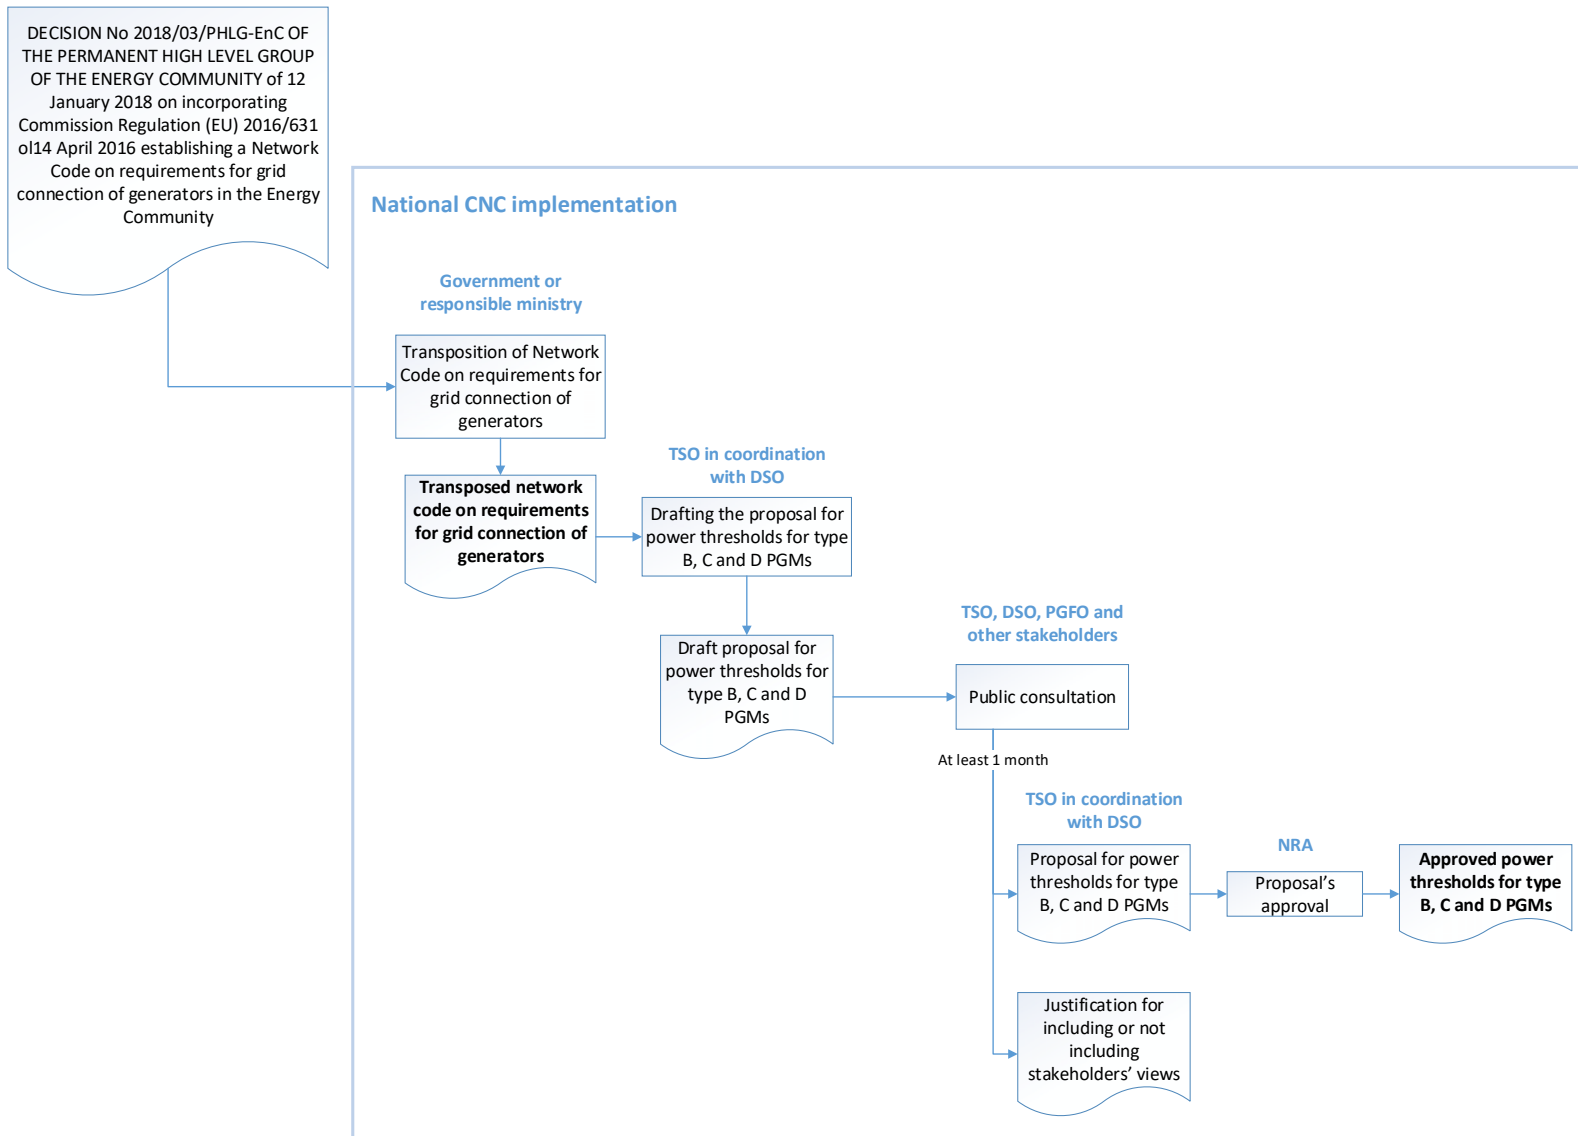 DECISION No 2018/03/PHLG-EnC OF
THE PERMANENT HIGH LEVEL GROUP
OF THE ENERGY COMMUNITY of 12
January 2018 on incorporating
Commission Regulation (EU) 2016/631
ol14 April 2016 establishing a Network
Code on requirements for grid
connection of generators in the Energy
Community
National CNC implementation
Government or
responsible ministry
Transposition of Network
Code on requirements for
grid connection of
generators
Transposed network
code on requirements
for grid connection of
generators
TSO in coordination
with DSO
Drafting the proposal for
power thresholds for type
B, C and D PGMs
Draft proposal for
power thresholds for
type B, C and D
PGMs
TSO, DSO, PGFO and
other stakeholders
Public consultation
At least 1 month
TSO in coordination
with DSO
Proposal for power
thresholds for type
B, C and D PGMs
NRA
Proposal’s
approval
Approved power
thresholds for type
B, C and D PGMs
Justification for
including or not
including
stakeholders’ views